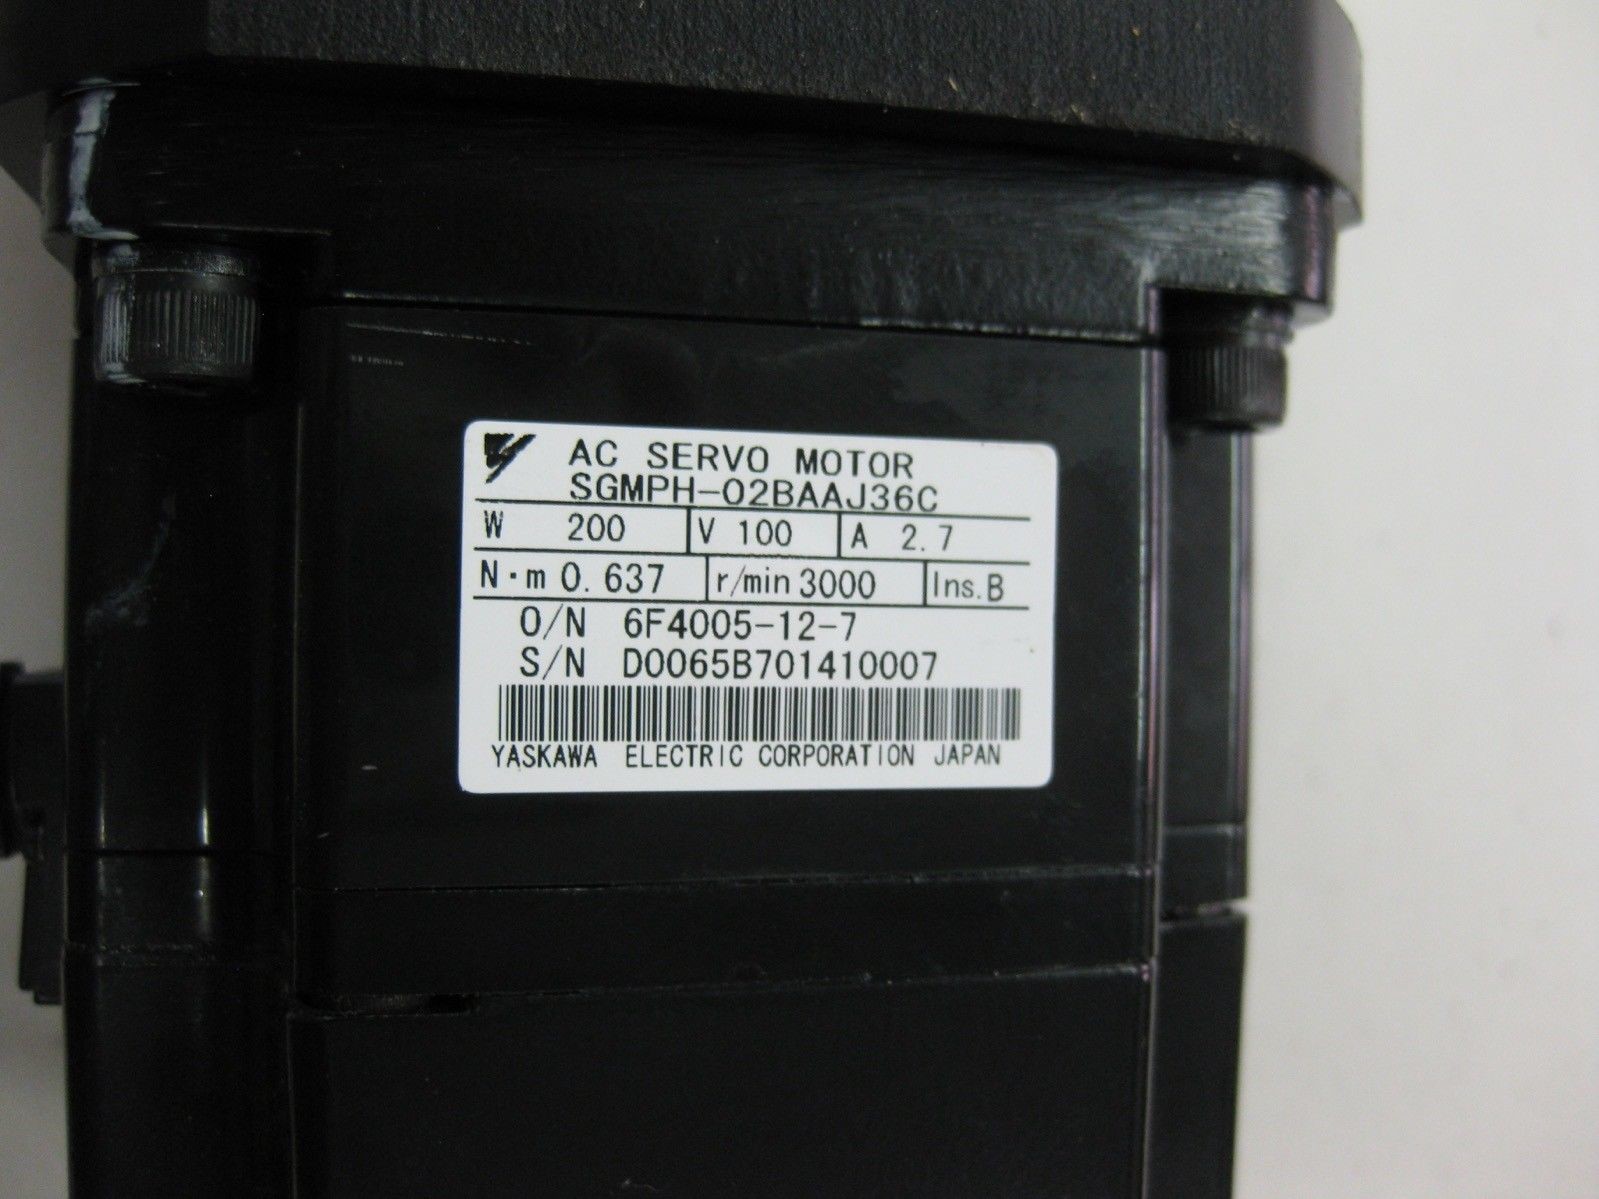 AC SERVO MOTOR
SGMPH-02BAAJ36C
W 200 V 100 A 2.7
N·m 0.637 r/min 3000 Ins. B
O/N 6F4005-12-7
S/N D0065B701410007
YASKAWA ELECTRIC CORPORATION JAPAN